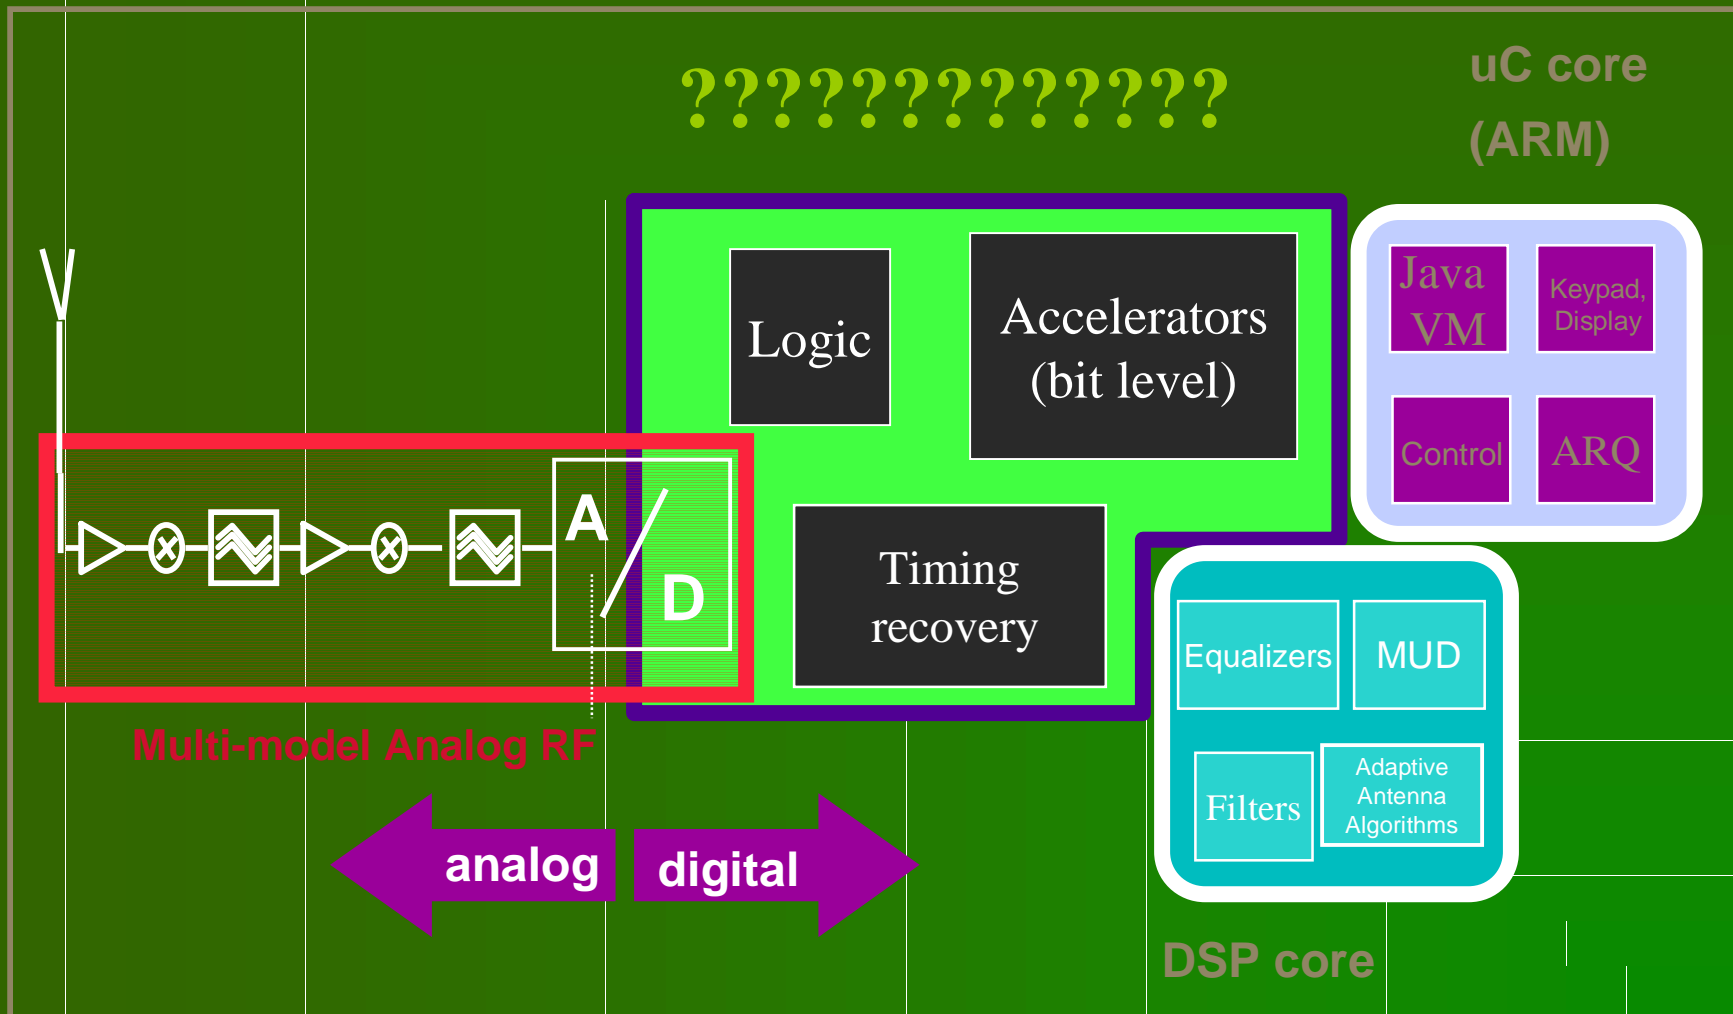 ?????????????
uC core
(ARM)
Logic
Accelerators
(bit level)
Java
VM
Keypad,
Display
Control
ARQ
A
D
Timing
recovery
Equalizers
MUD
Filters
Adaptive
Antenna
Algorithms
Multi-model Analog RF
analog
digital
DSP core